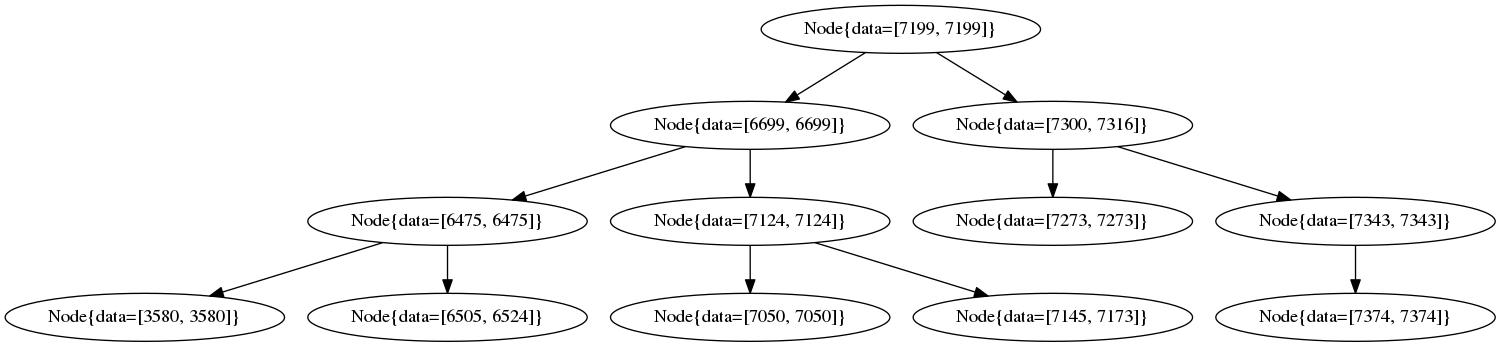 Node{data=[7199, 7199]}
Node{data=[6699, 6699]}
Node{data=[7300, 7316]}
Node{data=[6475, 6475]}
Node{data=[7124, 7124]}
Node{data=[7273, 7273]}
Node{data=[7343, 7343]}
Node{data=[3580, 3580]}
Node{data=[6505, 6524]}
Node{data=[7050, 7050]}
Node{data=[7145, 7173]}
Node{data=[7374, 7374]}